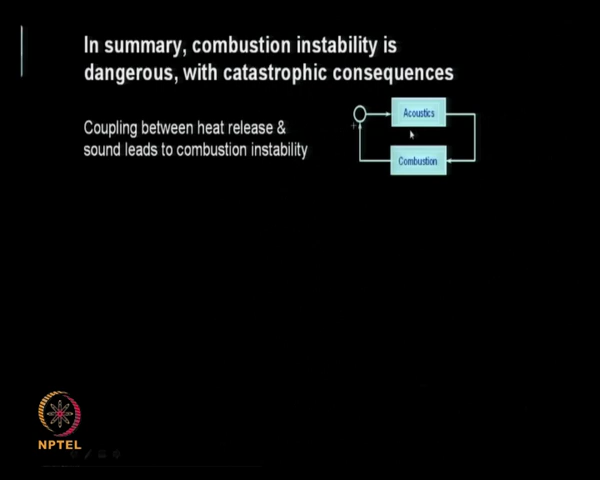 In summary, combustion instability is
dangerous, with catastrophic consequences
Coupling between heat release &
sound leads to combustion instability
Acoustics
+
Combustion
NPTEL